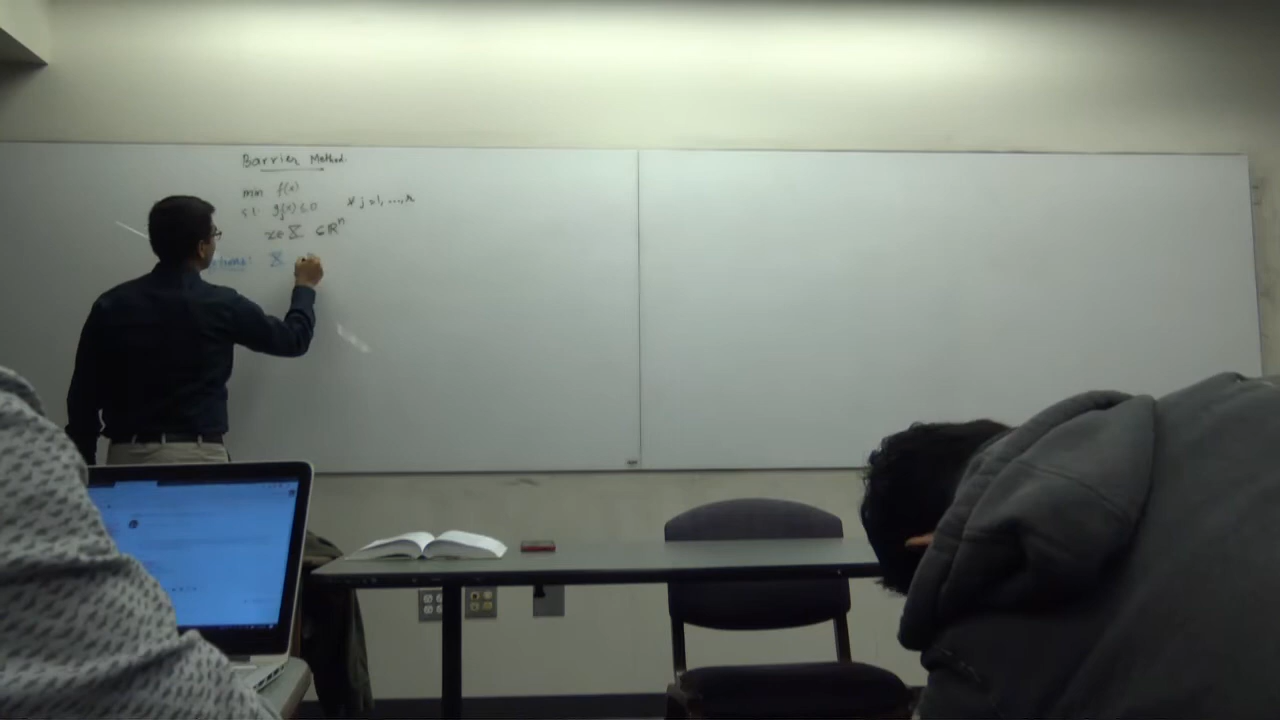 Barrier Method.
min f(x)
s.t. gj(x) ≤ 0 ∀ j=1, ..., r
x ∈ X ⊆ ℝⁿ
X